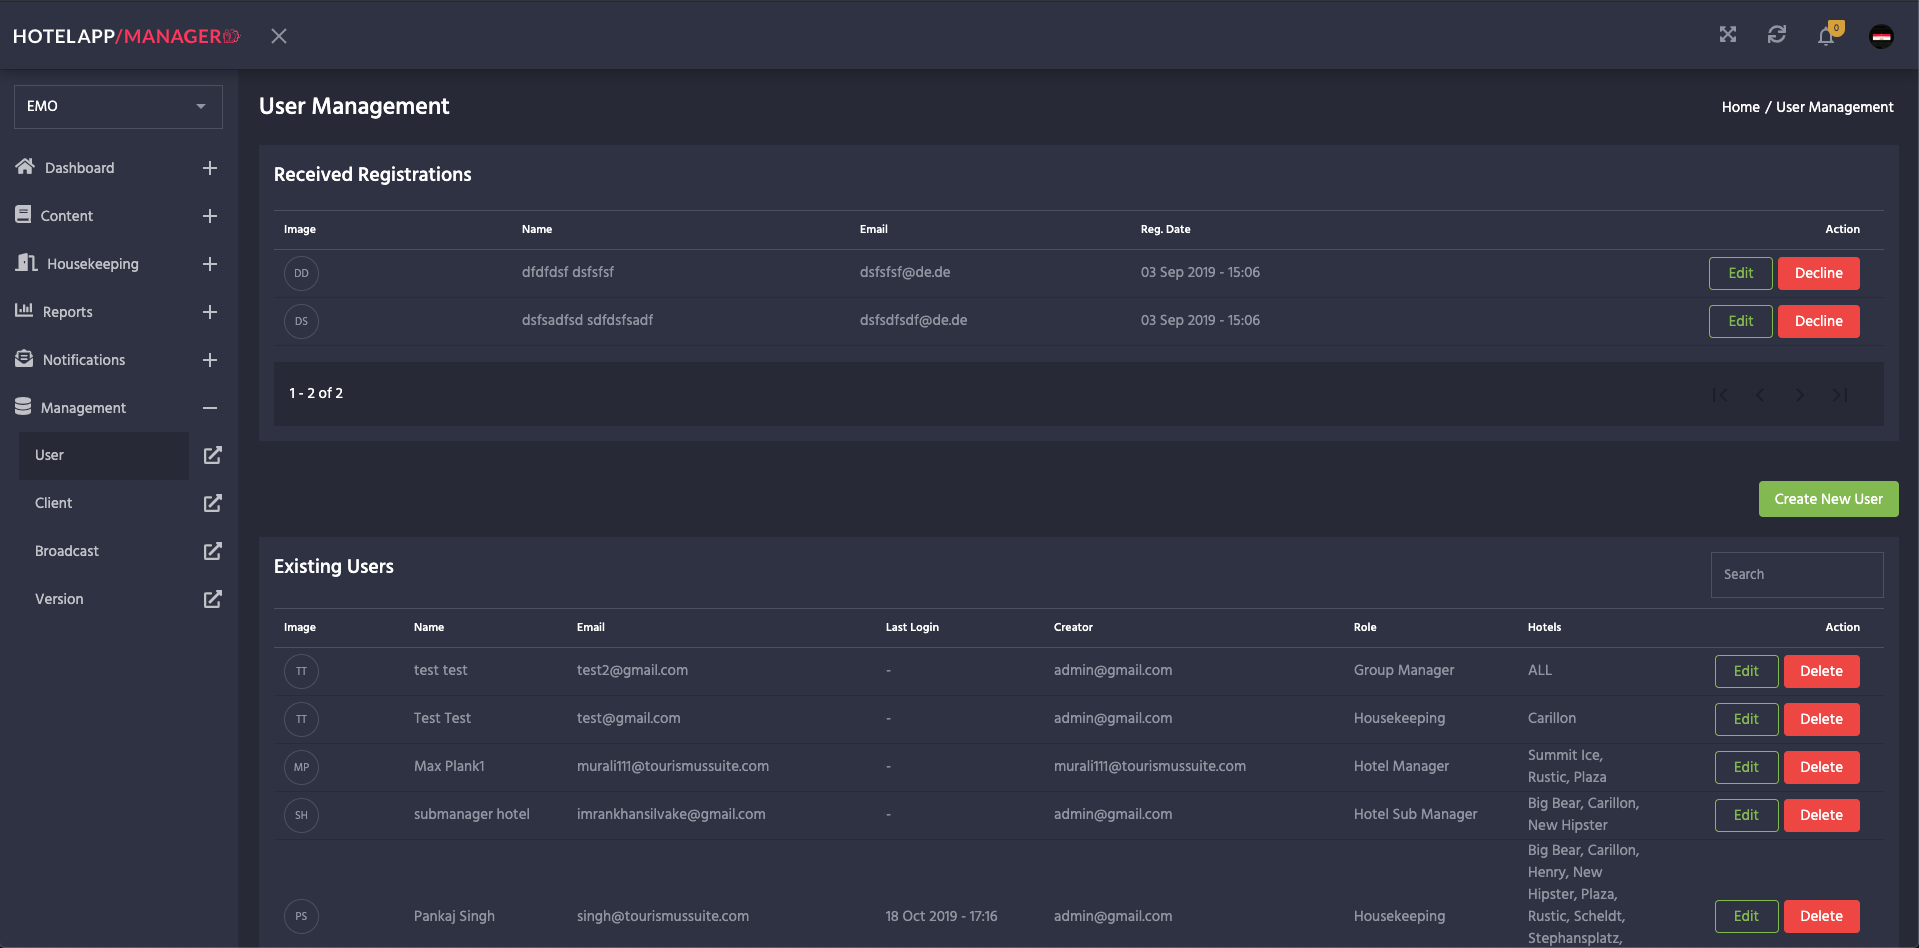 HOTELAPP/MANAGER
0
EMO
User Management
Home / User Management
Dashboard
Content
Housekeeping
Reports
Notifications
Management
User
Client
Broadcast
Version
Received Registrations
Image Name Email Reg. Date Action
DD dfdfdsf dsfsfsf dsfsfsf@de.de 03 Sep 2019 - 15:06 Edit Decline
DS dsfsadfsd sdfdsfsadf dsfsdfsdf@de.de 03 Sep 2019 - 15:06 Edit Decline
1 - 2 of 2
Create New User
Existing Users
Search
Image Name Email Last Login Creator Role Hotels Action
TT test test test2@gmail.com - admin@gmail.com Group Manager ALL Edit Delete
TT Test Test test@gmail.com - admin@gmail.com Housekeeping Carillon Edit Delete
MP Max Plank1 murali111@tourismussuite.com - murali111@tourismussuite.com Hotel Manager Summit Ice,
Rustic, Plaza Edit Delete
SH submanager hotel imrankhansilvake@gmail.com - admin@gmail.com Hotel Sub Manager Big Bear, Carillon,
New Hipster Edit Delete
Big Bear, Carillon,
Henry, New
Hipster, Plaza,
PS Pankaj Singh singh@tourismussuite.com 18 Oct 2019 - 17:16 admin@gmail.com Housekeeping Rustic, Scheldt, Edit Delete
Stephansplatz,